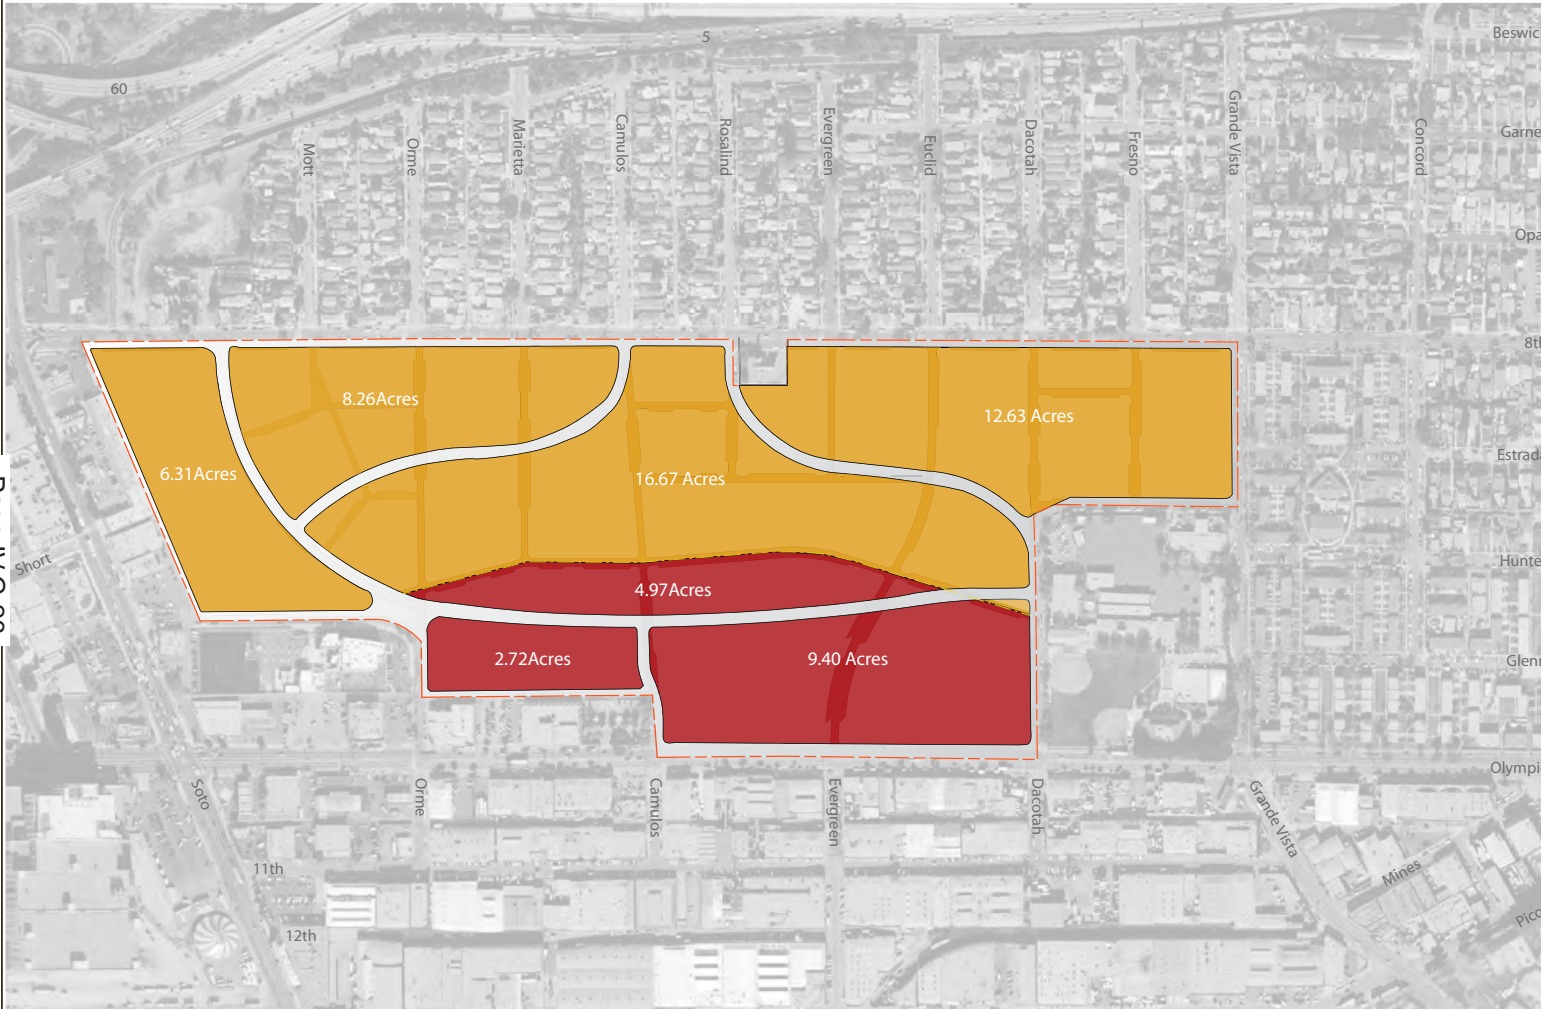 5
Beswic
60
Garne
Mott
Orme
Marietta
Camulos
Rosalind
Evergreen
Euclid
Dacotah
Fresno
Grande Vista
Concord
Opa
8th
8.26Acres
12.63 Acres
6.31Acres
16.67 Acres
Estrada
Short
Hunte
4.97Acres
2.72Acres
9.40 Acres
Glenn
Olympi
Soto
Orme
Camulos
Evergreen
Dacotah
Grande Vista
11th
Mines
12th
Pico